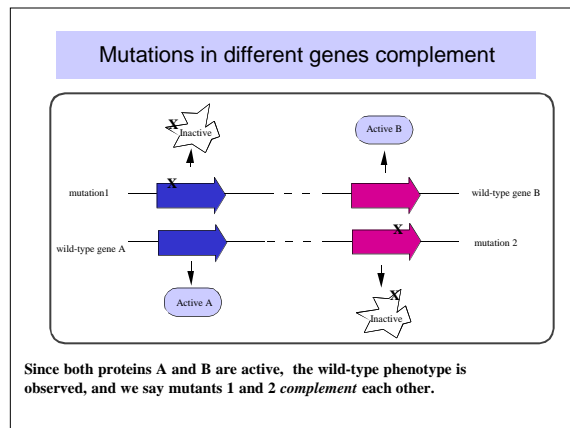 Mutations in different genes complement
X
Inactive
Active B
mutation1
X
wild-type gene B
wild-type gene A
X
mutation 2
Active A
X
Inactive
Since both proteins A and B are active, the wild-type phenotype is
observed, and we say mutants 1 and 2 complement each other.